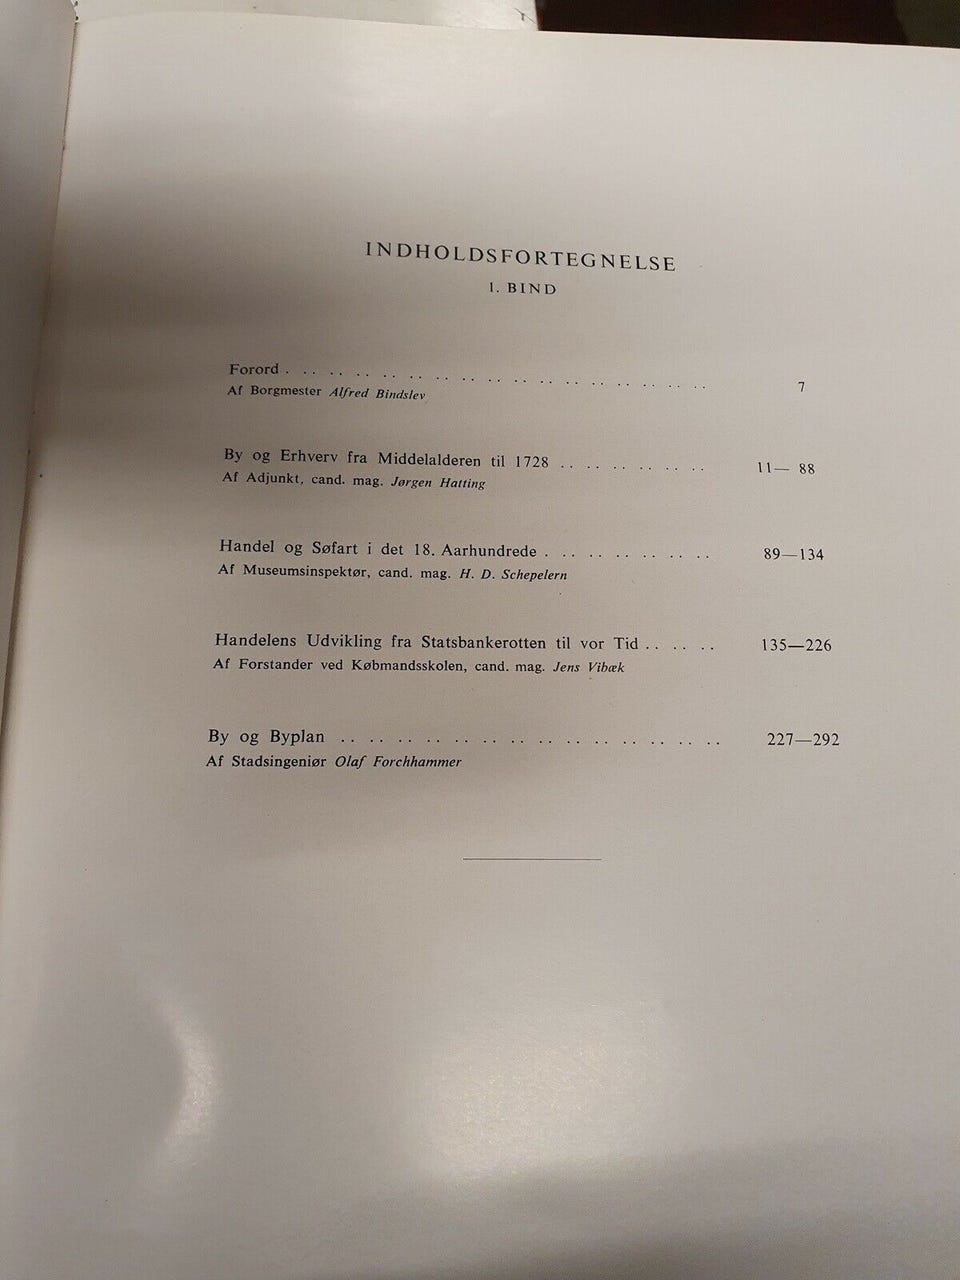 INDHOLDSFORTEGNELSE
1. BIND
Forord . . . . . . . . . . . . . . . . . . . . . . . . . . . . . . . 7
Af Borgmester Alfred Bindslev
By og Erhverv fra Middelalderen til 1728 . . . . . . . . . . . 11— 88
Af Adjunkt, cand. mag. Jørgen Hatting
Handel og Søfart i det 18. Aarhundrede . . . . . . . . . . . . 89—134
Af Museumsinspektør, cand. mag. H. D. Schepelern
Handelens Udvikling fra Statsbankerotten til vor Tid . . . . . . 135—226
Af Forstander ved Købmandsskolen, cand. mag. Jens Vibæk
By og Byplan . . . . . . . . . . . . . . . . . . . . . . . . . . . 227—292
Af Stadsingeniør Olaf Forchhammer